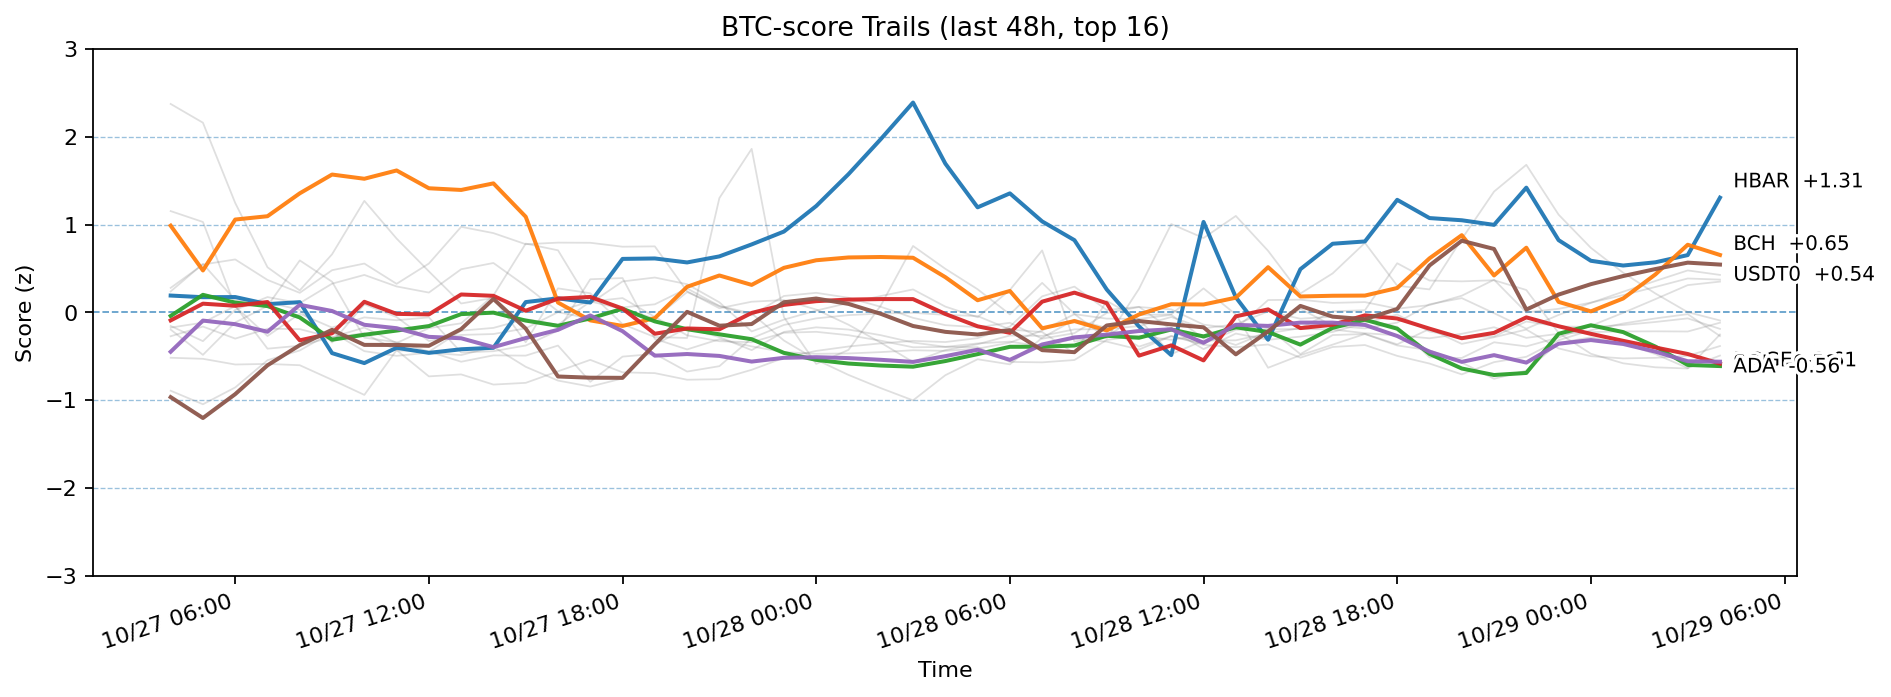 BTC-score Trails (last 48h, top 16)
Score (z)
3
2
1
0
−1
−2
−3
HBAR +1.31
BCH +0.65
USDT0 +0.54
ADA -0.56
10/27 06:00
10/27 12:00
10/27 18:00
10/28 00:00
10/28 06:00
10/28 12:00
10/28 18:00
10/29 00:00
10/29 06:00
Time